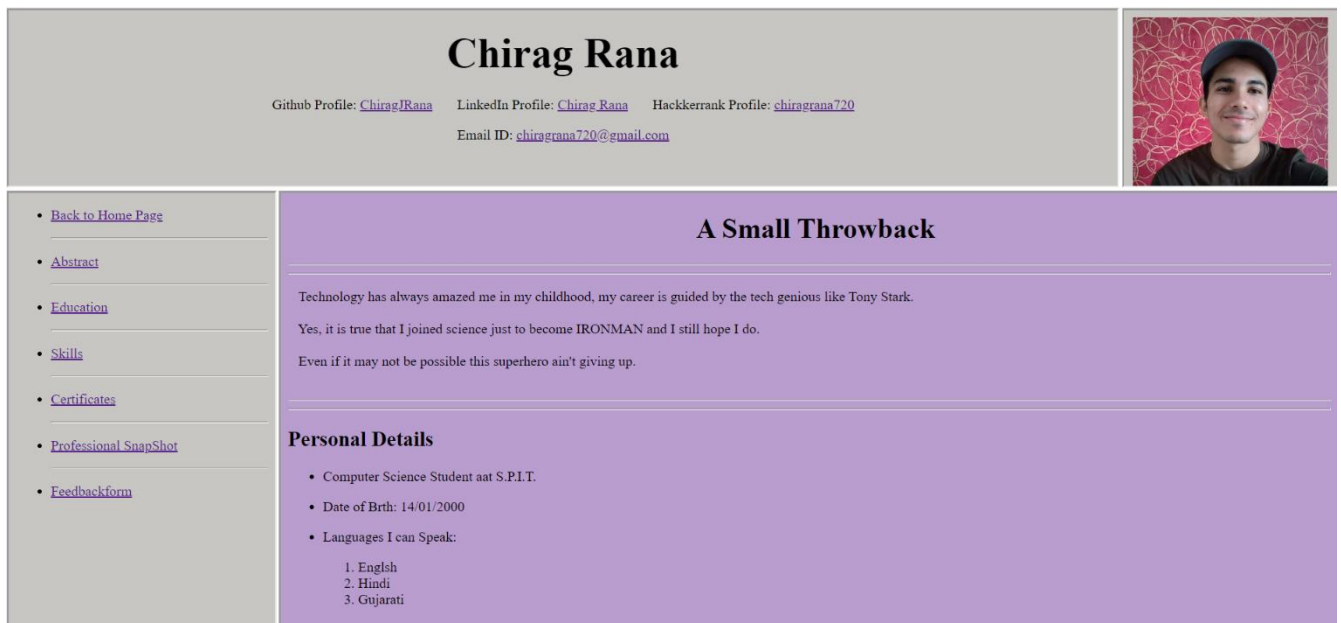 Chirag Rana
Github Profile: ChiragJRana LinkedIn Profile: Chirag Rana Hackkerrank Profile: chiragrana720
Email ID: chiragrana720@gmail.com
Back to Home Page
Abstract
Education
Skills
Certificates
Professional SnapShot
Feedbackform
A Small Throwback
Technology has always amazed me in my childhood, my career is guided by the tech genious like Tony Stark.
Yes, it is true that I joined science just to become IRONMAN and I still hope I do.
Even if it may not be possible this superhero ain't giving up.
Personal Details
Computer Science Student aat S.P.I.T.
Date of Brth: 14/01/2000
Languages I can Speak:
1. Englsh
2. Hindi
3. Gujarati